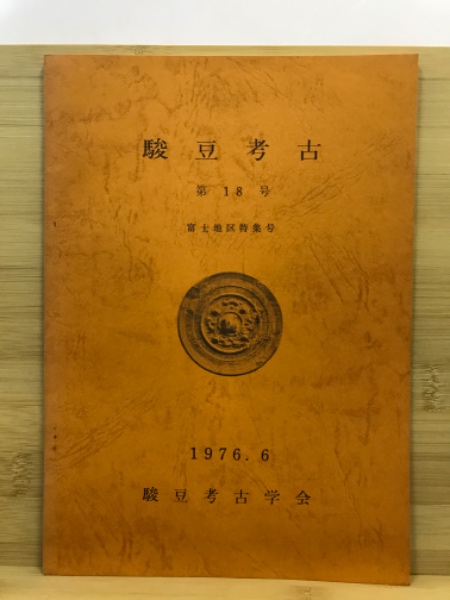 駿豆考古
第18号
富士地区特集号
1976.6
駿豆考古学会